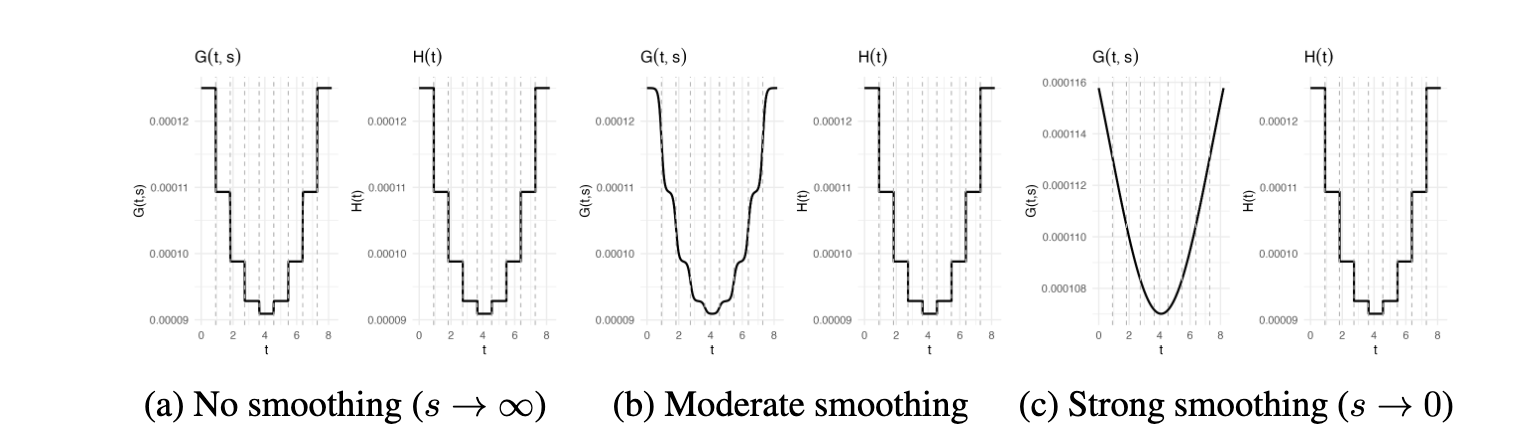 G(t, s)
H(t)
G(t, s)
H(t)
G(t, s)
H(t)
G(t,s)
0.00012
0.00011
0.00010
0.00009
0 2 4 6 8
t
H(t)
0.00012
0.00011
0.00010
0.00009
0 2 4 6 8
t
G(t,s)
0.00012
0.00011
0.00010
0.00009
0 2 4 6 8
t
H(t)
0.00012
0.00011
0.00010
0.00009
0 2 4 6 8
t
G(t,s)
0.000116
0.000114
0.000112
0.000110
0.000108
0 2 4 6 8
t
H(t)
0.00012
0.00011
0.00010
0.00009
0 2 4 6 8
t
(a) No smoothing (s → ∞)
(b) Moderate smoothing
(c) Strong smoothing (s → 0)